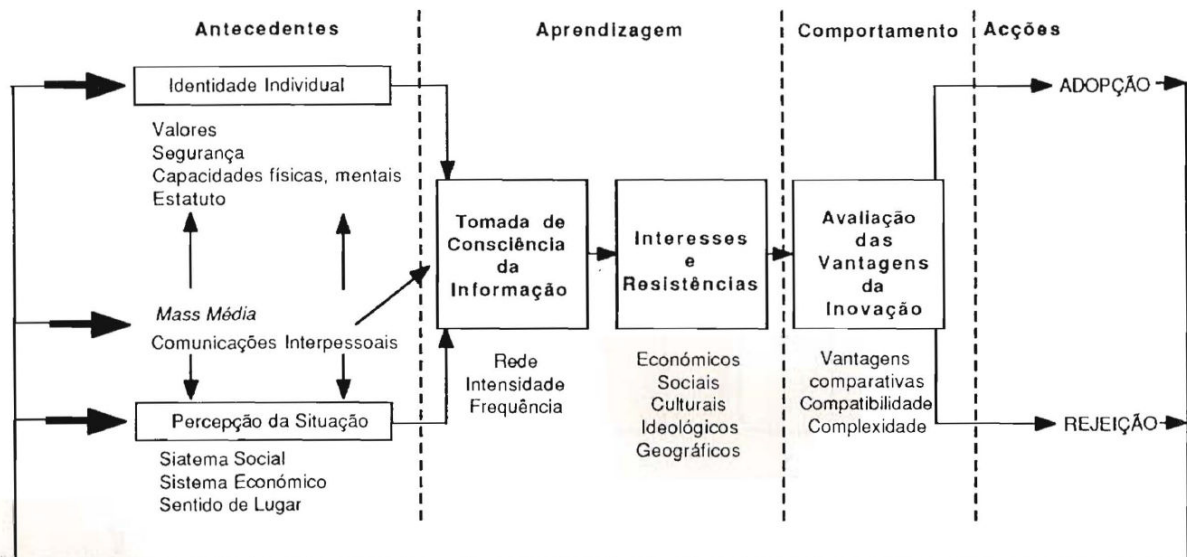 Antecedentes
Aprendizagem
Comportamento
Acções
Identidade Individual
Valores
Segurança
Capacidades físicas, mentais
Estatuto
Mass Média
Comunicações Interpessoais
Percepção da Situação
Siatema Social
Sistema Económico
Sentido de Lugar
Tomada de
Consciência
da
Informação
Rede
Intensidade
Frequência
Interesses
e
Resistências
Económicos
Sociais
Culturais
Ideológicos
Geográficos
Avaliação
das
Vantagens
da
Inovação
Vantagens
comparativas
Compatibilidade
Complexidade
ADOPÇÃO
REJEIÇÃO